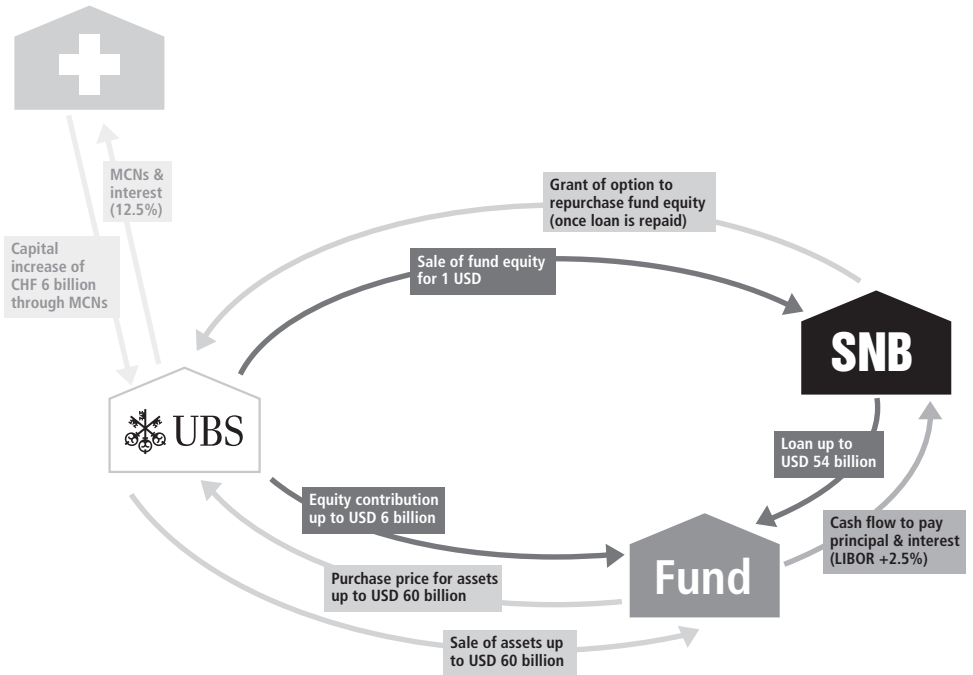 MCNs &
interest
(12.5%)
Capital
increase of
CHF 6 billion
through MCNs
Grant of option to
repurchase fund equity
(once loan is repaid)
Sale of fund equity
for 1 USD
SNB
UBS
Loan up to
USD 54 billion
Equity contribution
up to USD 6 billion
Cash flow to pay
principal & interest
(LIBOR +2.5%)
Fund
Purchase price for assets
up to USD 60 billion
Sale of assets up
to USD 60 billion